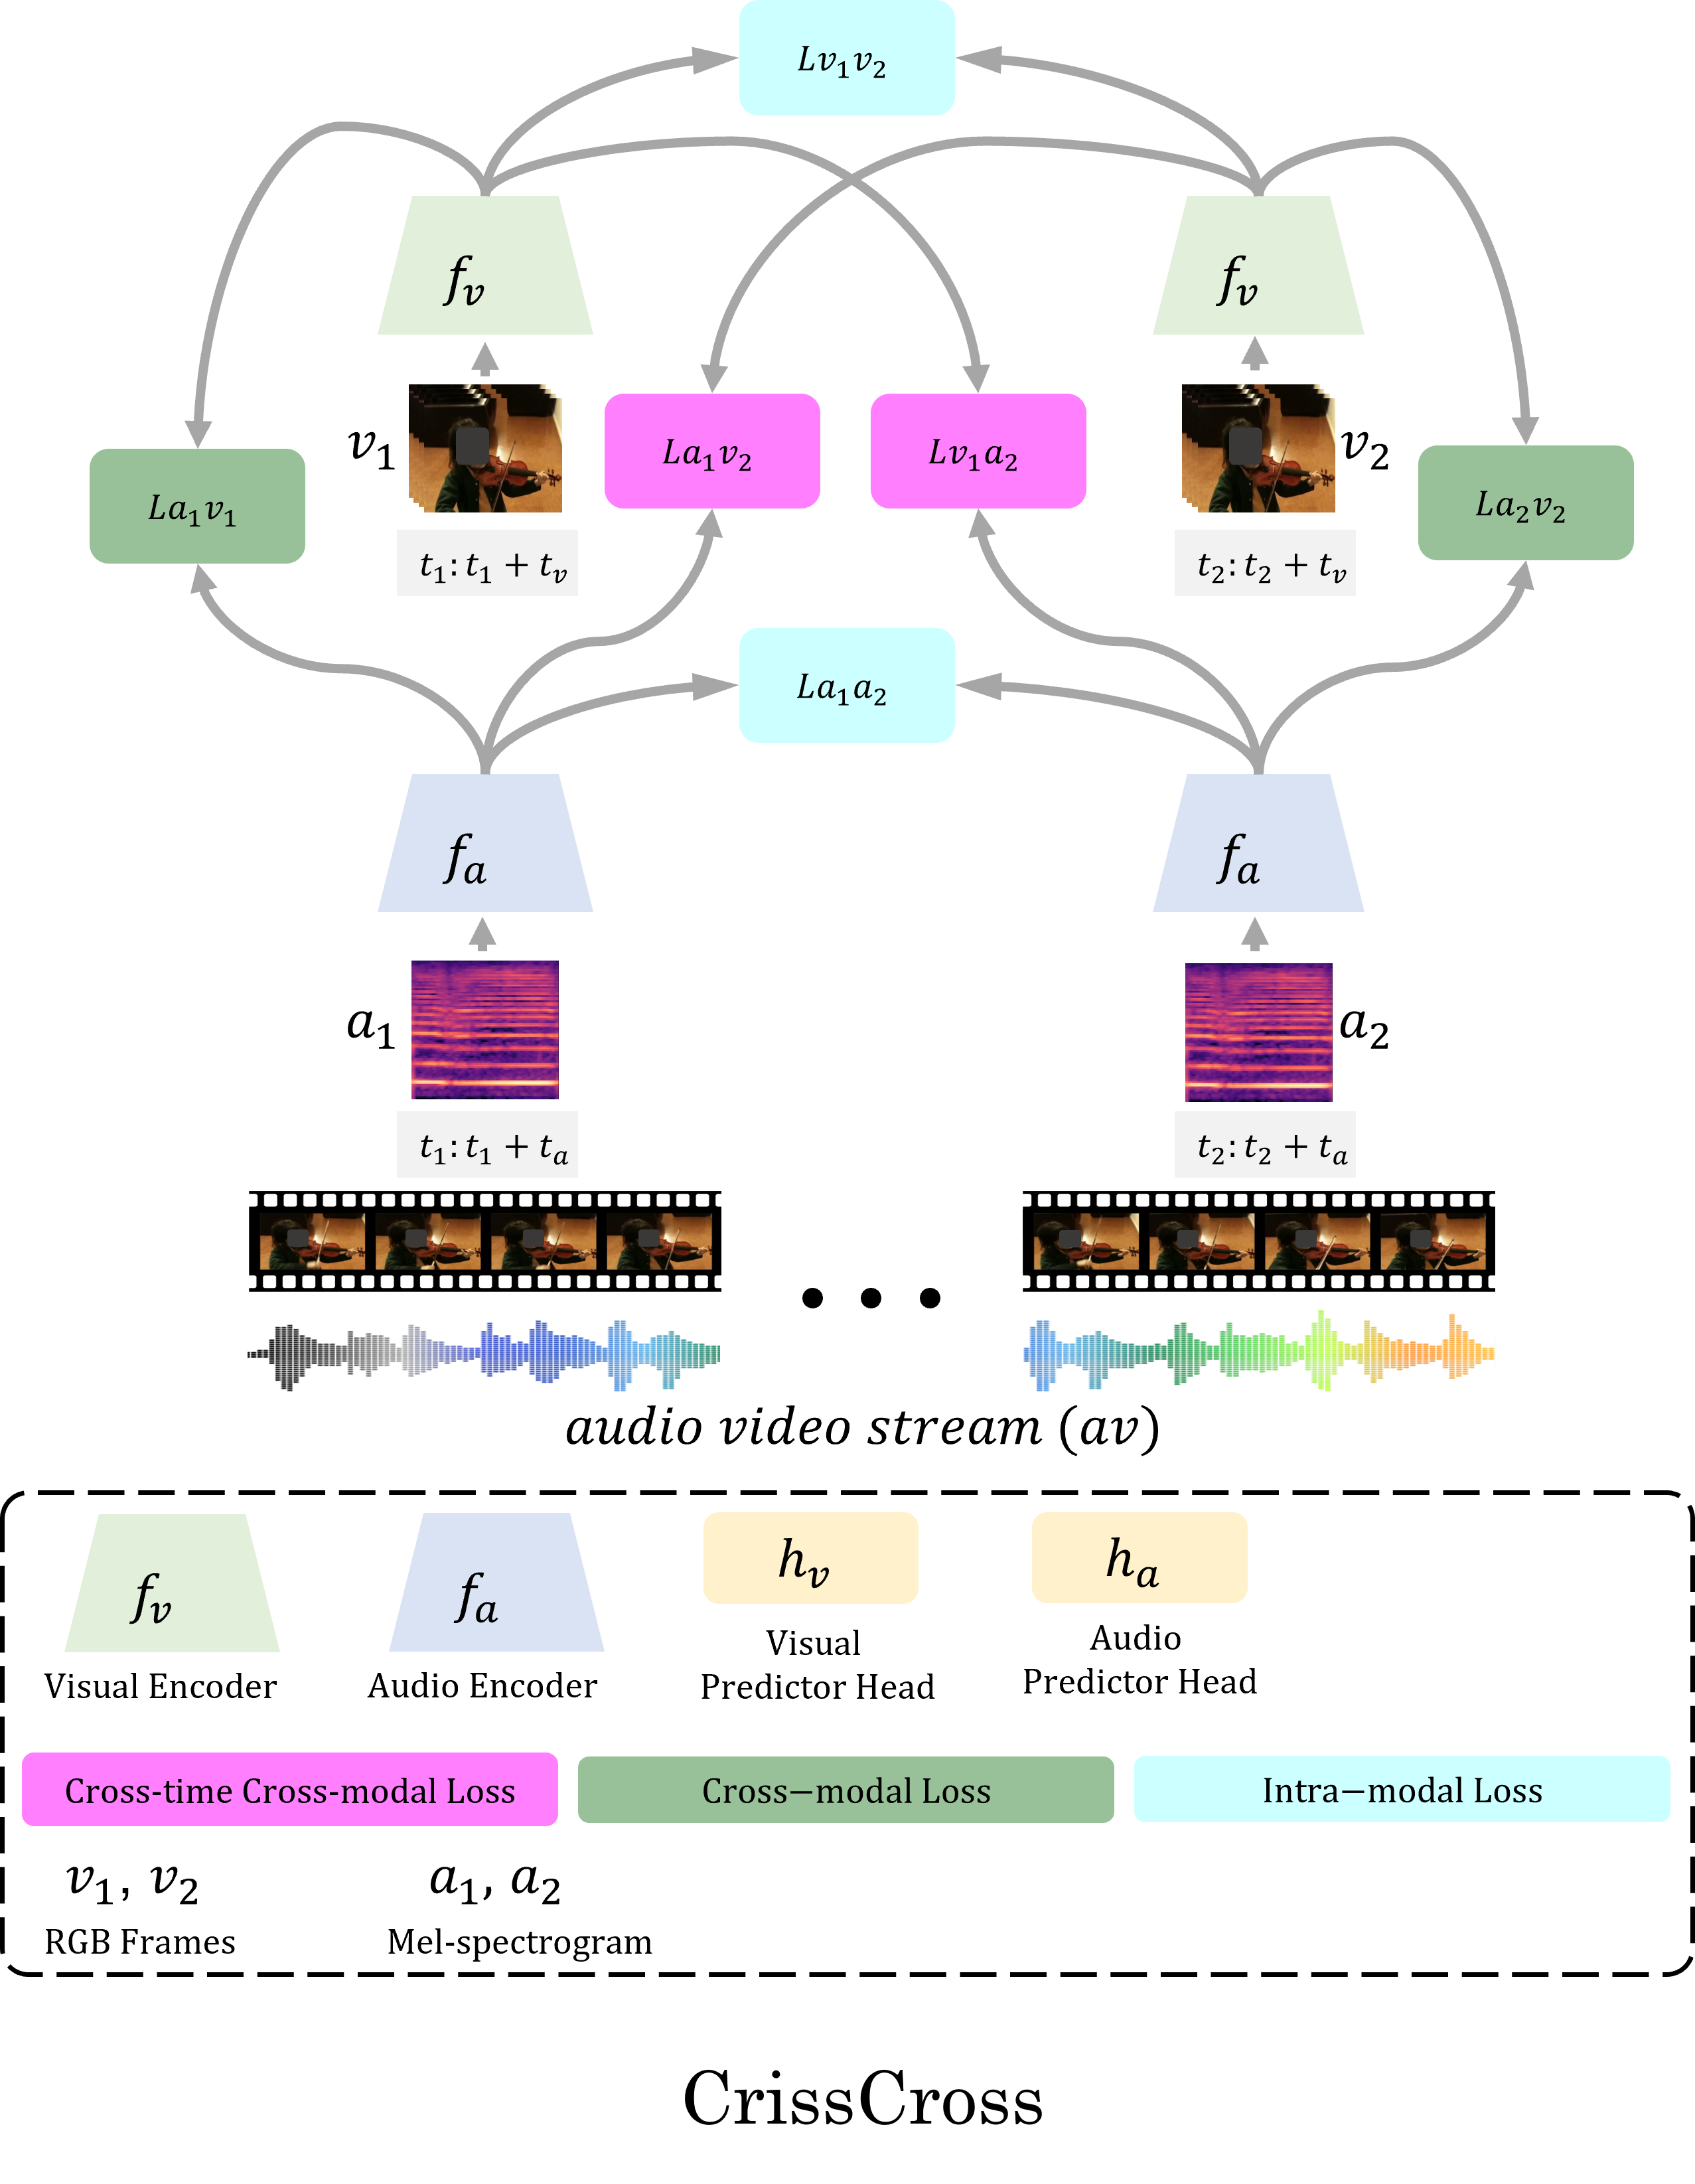 Lv₁v₂
f_v
f_v
v₁
La₁v₂
Lv₁a₂
v₂
La₁v₁
La₂v₂
t₁: t₁ + t_v
t₂: t₂ + t_v
La₁a₂
f_a
f_a
a₁
a₂
t₁: t₁ + t_a
t₂: t₂ + t_a
audio video stream (av)
f_v
f_a
h_v
h_a
Visual Encoder
Audio Encoder
Visual
Predictor Head
Audio
Predictor Head
Cross-time Cross-modal Loss
Cross−modal Loss
Intra−modal Loss
v₁, v₂
a₁, a₂
RGB Frames
Mel-spectrogram
CrissCross